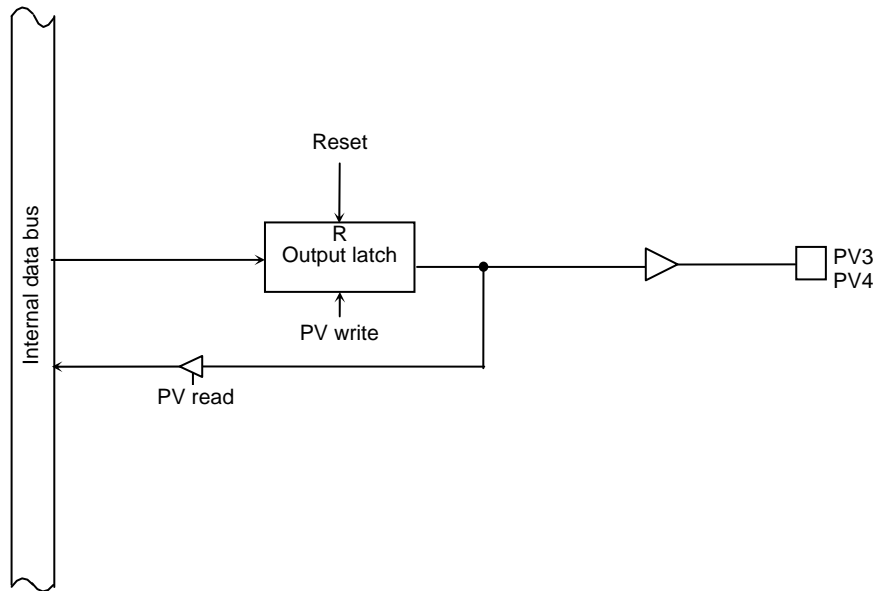 Reset
R
Output latch
PV write
PV read
Internal data bus
PV3
PV4